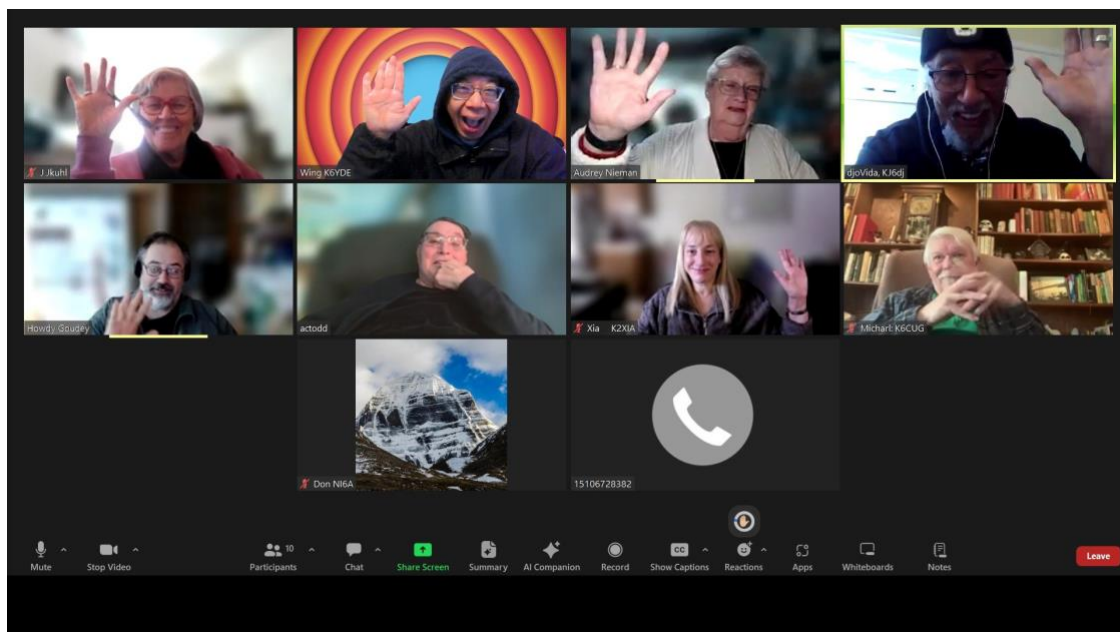 J Jkuhl
Wing K6YDE
Audrey Nieman
djoVida, KJ6dj
Howdy Goudey
actodd
Xia K2XIA
Micharl: K6CUG
Don NI6A
15106728382
10
CC
Mute
Stop Video
Participants
Chat
Share Screen
Summary
AI Companion
Record
Show Captions
Reactions
Apps
Whiteboards
Notes
Leave